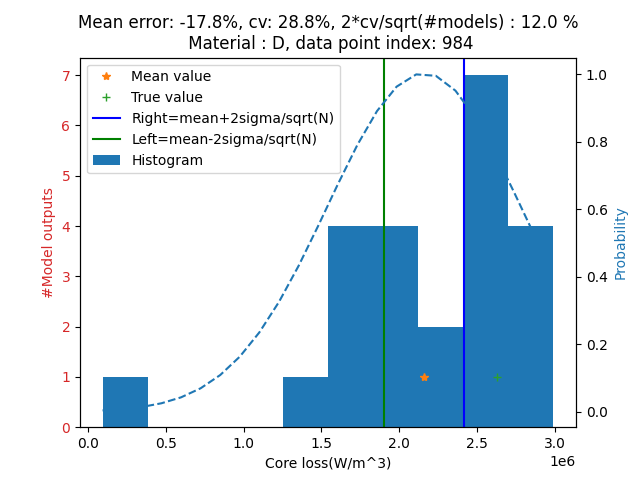 Mean error: -17.8%, cv: 28.8%, 2*cv/sqrt(#models) : 12.0 %
Material : D, data point index: 984
Mean value
True value
Right=mean+2sigma/sqrt(N)
Left=mean-2sigma/sqrt(N)
Histogram
7
6
5
4
3
2
1
0
#Model outputs
1.0
0.8
0.6
0.4
0.2
0.0
Probability
0.0 0.5 1.0 1.5 2.0 2.5 3.0
1e6
Core loss(W/m^3)